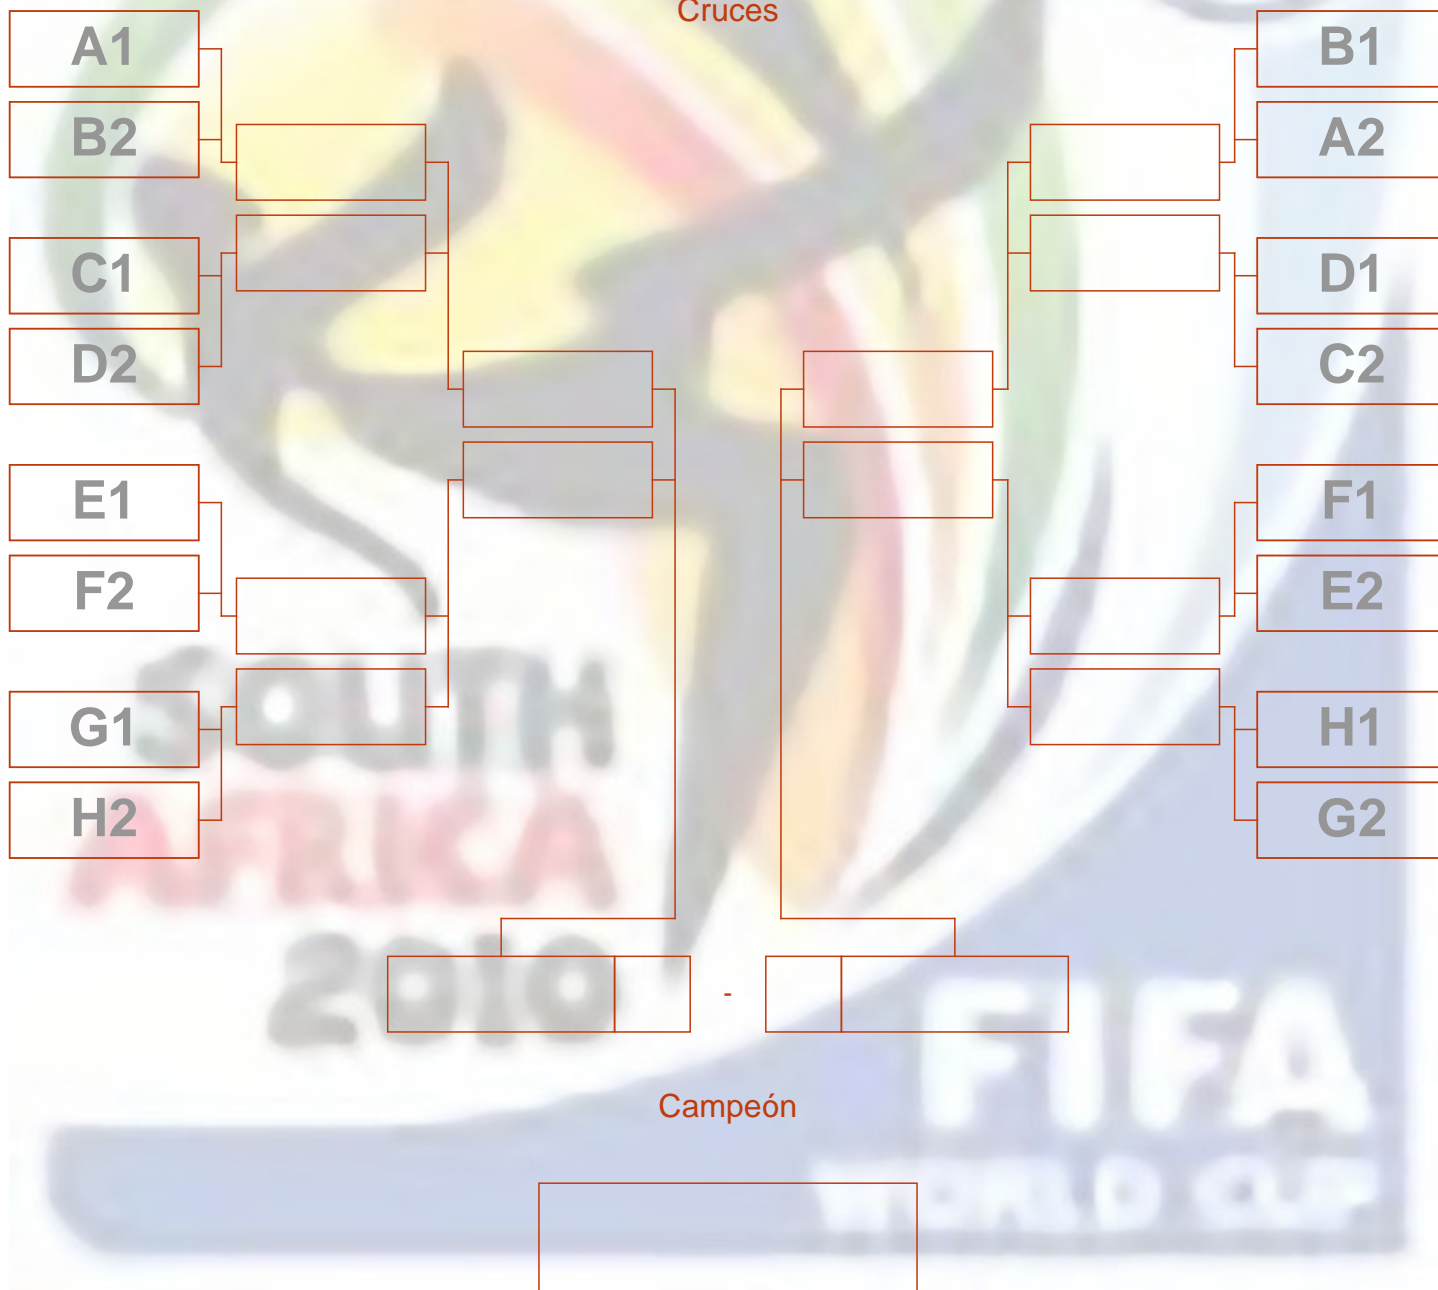 Cruces
A1
B1
B2
A2
C1
D1
D2
C2
E1
F1
F2
E2
G1
H1
H2
G2
SOUTH
AFRICA
2010
-
FIFA
WORLD CUP
Campeón